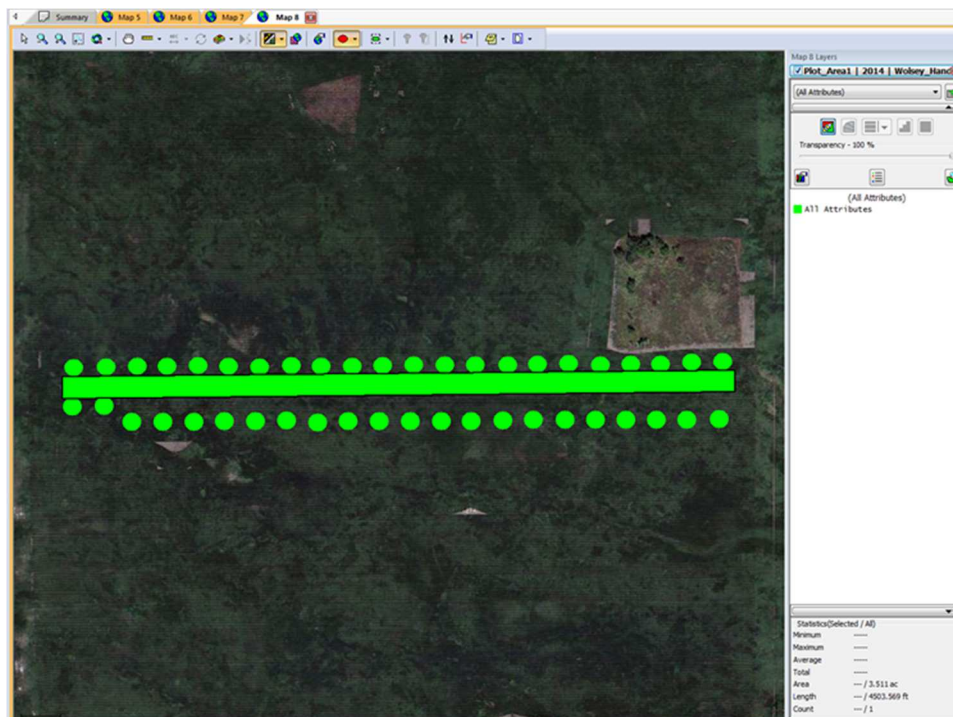 Summary Map 5 Map 6 Map 7 Map 8
Map 8 Layers
Plot_Area1 | 2014 | Wolsey_Hand
(All Attributes)
Transparency - 100 %
(All Attributes)
All Attributes
Statistics(Selected / All)
Minimum -----
Maximum -----
Average -----
Total -----
Area --- / 3.511 ac
Length --- / 4503.569 ft
Count --- / 1